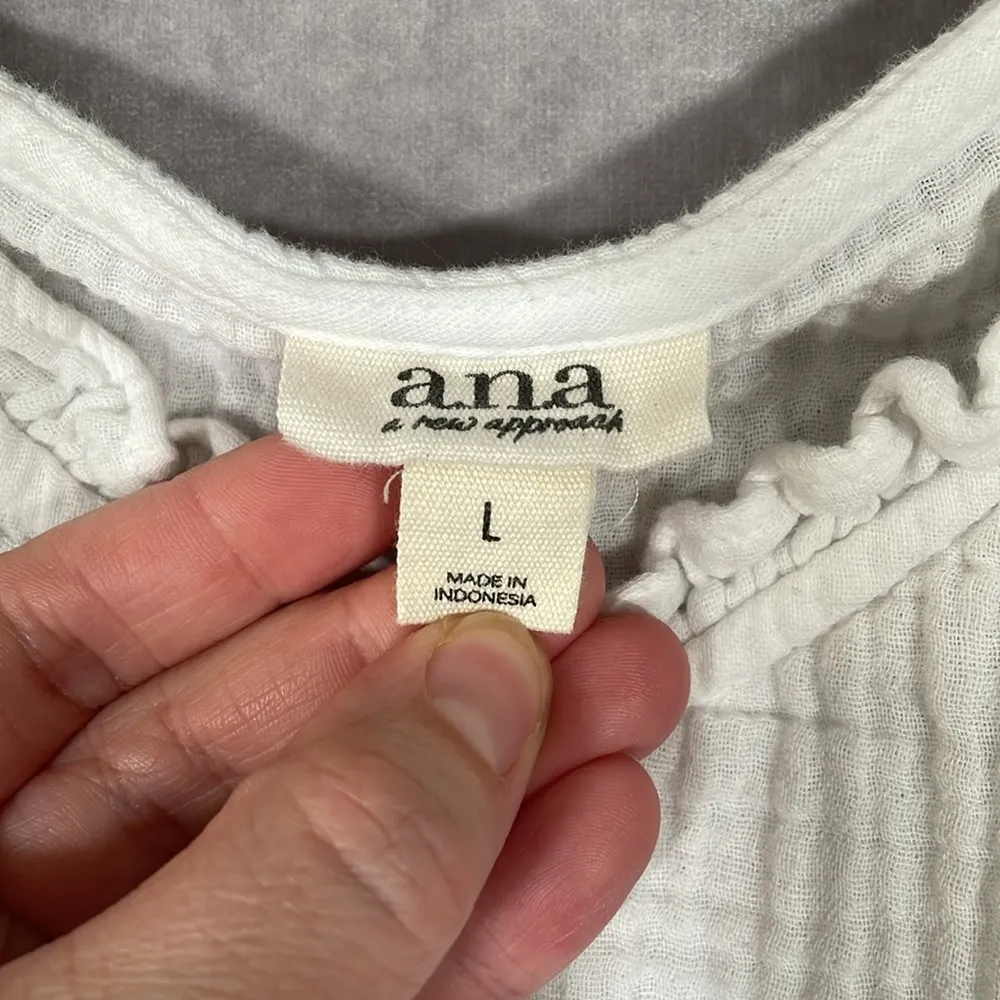 a.n.a
a new approach
L
MADE IN
INDONESIA